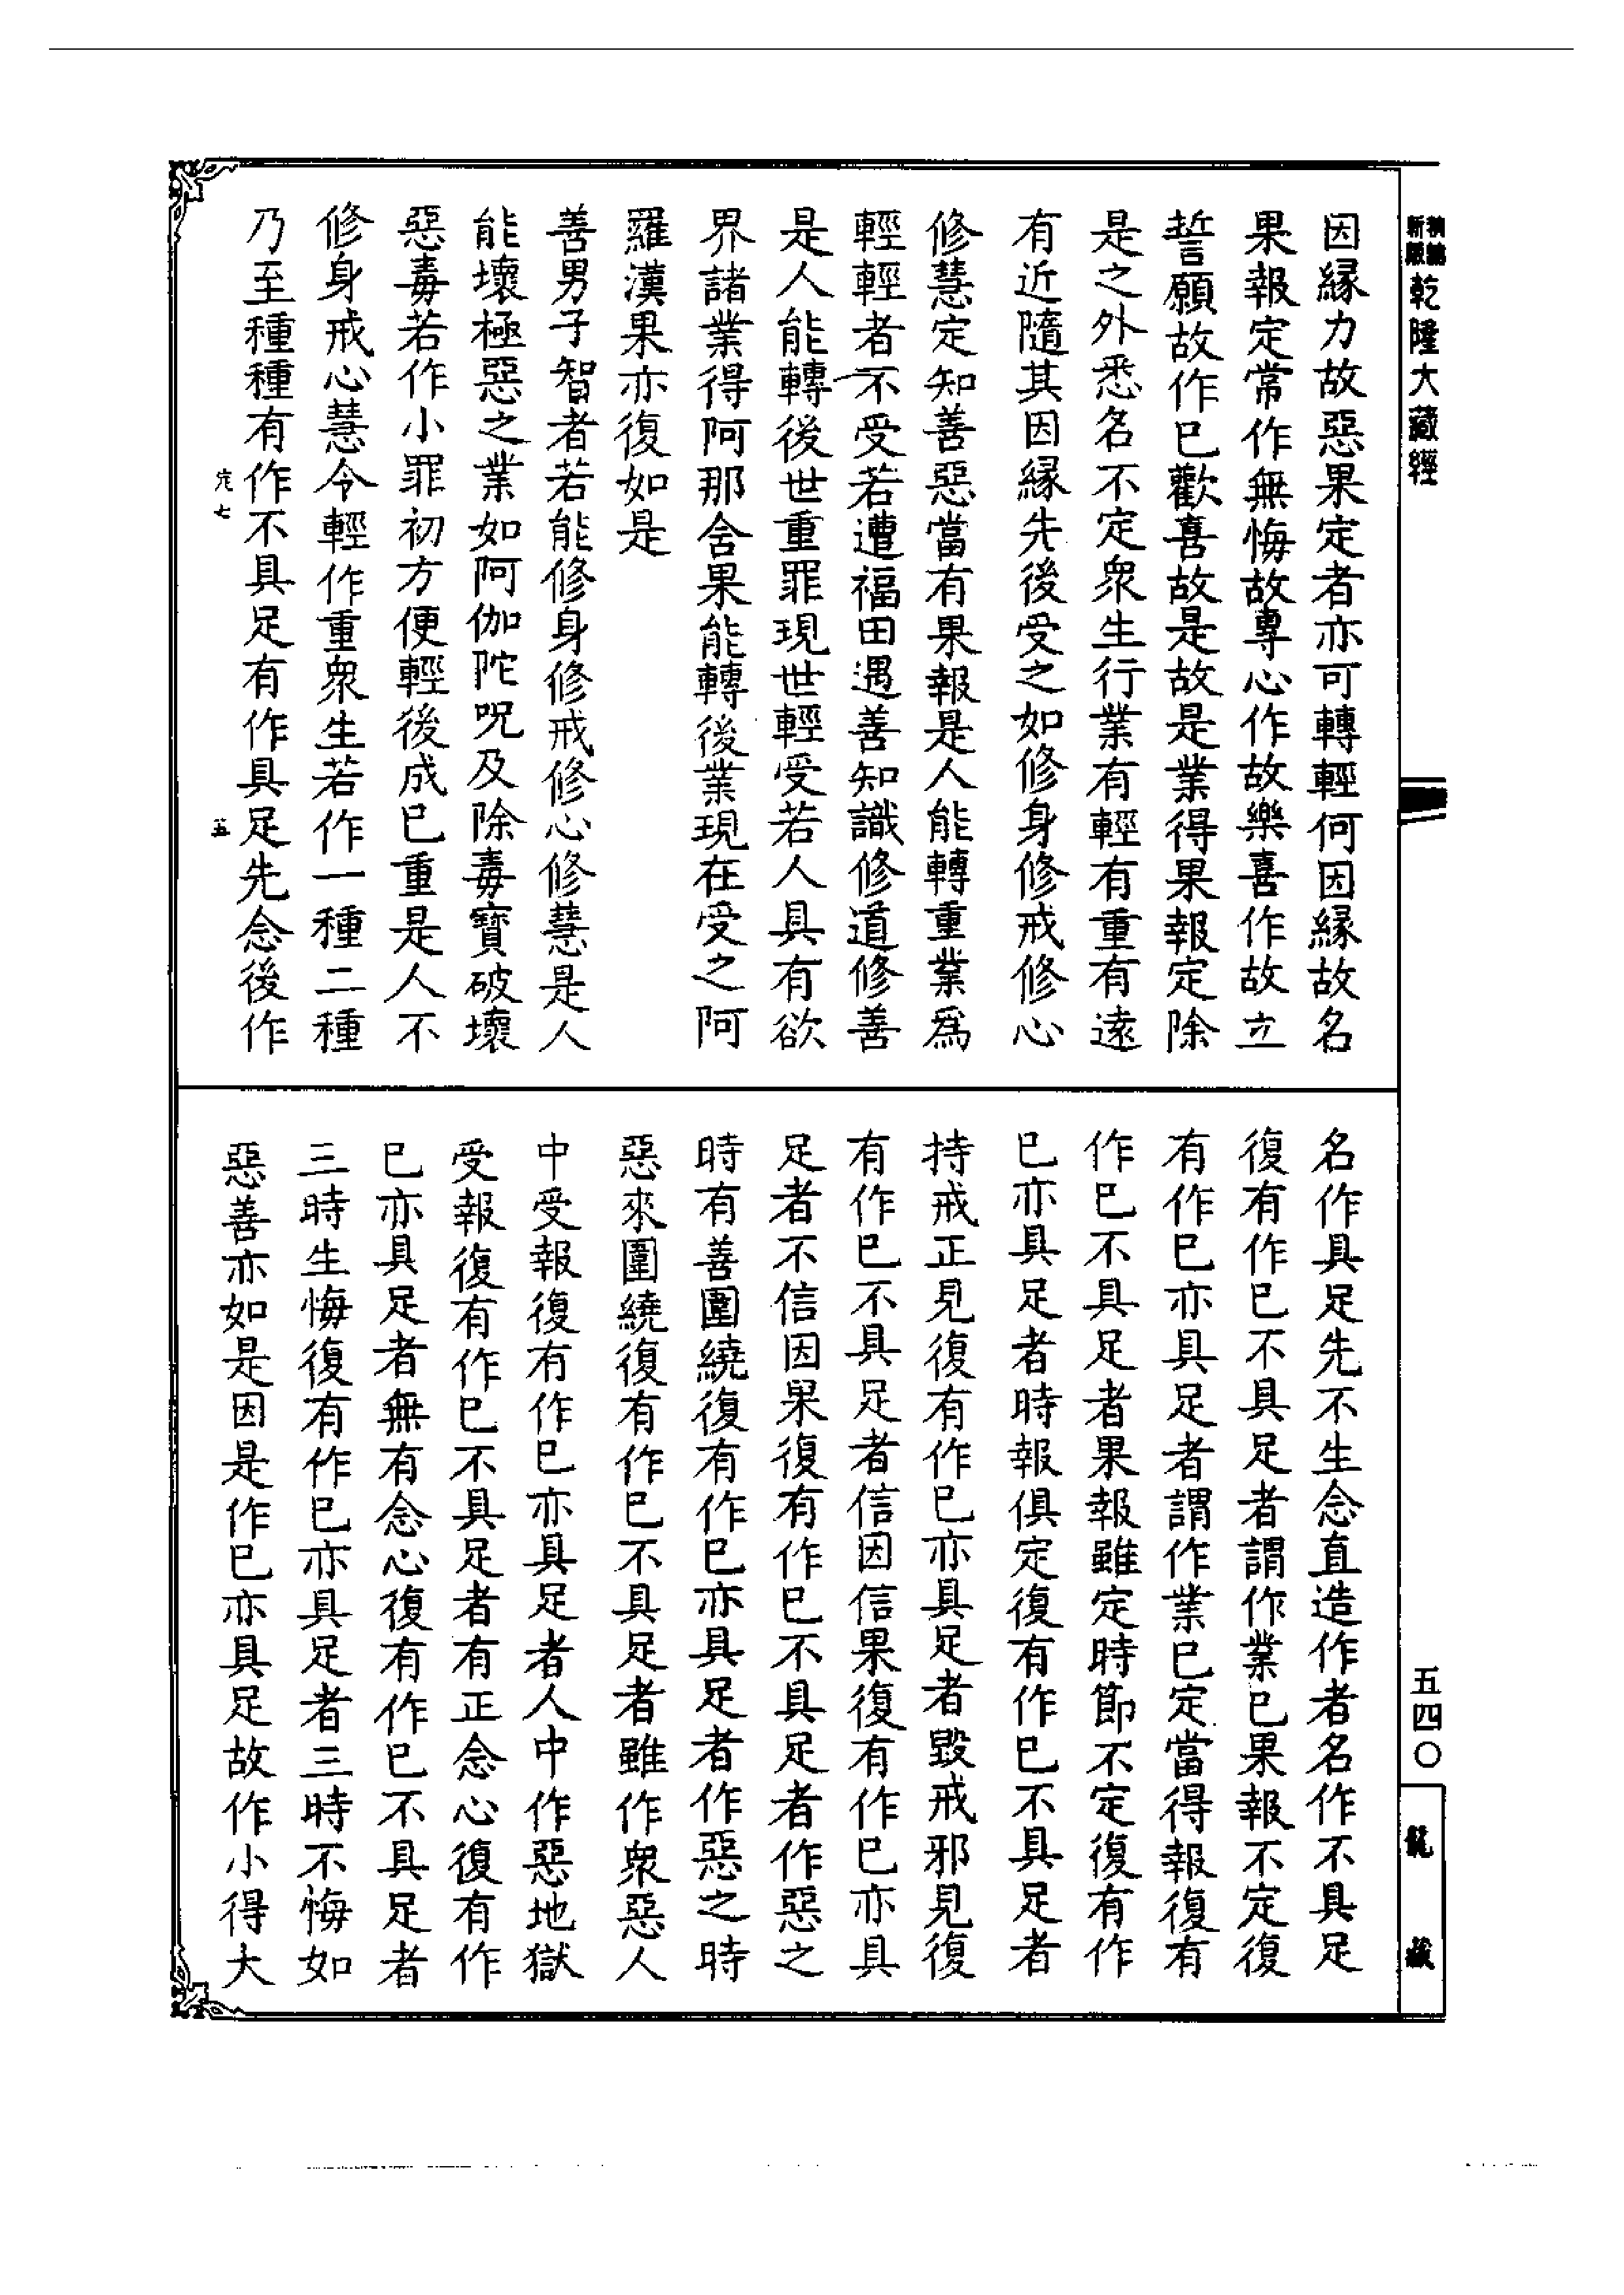 乾隆大藏經
因縁力故惡果定者亦可轉輕何因縁故名
果報定常作無悔故專心作故樂喜作故立
誓願故作已歡喜故是故是業得果報定除
是之外悉名不定衆生行業有輕有重有遠
有近隨其因縁先後受之如修身修戒修心
修慧定知善惡當有果報是人能轉重業爲
輕輕者不受若遭福田遇善知識修道修善
是人能轉後世重罪現世輕受若人具有欲
界諸業得阿那舍果能轉後業現在受之阿
羅漢果亦復如是
善男子智者若能修身修戒修心修慧是人
能壞極惡之業如阿伽陀呪及除毒寶破壞
惡毒若作小罪初方便輕後成已重是人不
修身戒心慧令輕作重衆生若作一種二種
乃至種種有作不具足有作具足先念後作
名作具足先不生念直造作者名作不具足
復有作已不具足者謂作業已果報不定復
有作已亦具足者謂作業已定當得報復有
作已不具足者果報雖定時節不定復有作
已亦具足者時報俱定復有作已不具足者
持戒正見復有作已亦具足者毀戒邪見復
有作已不具足者信因信果復有作已亦具
足者不信因果復有作已不具足者作惡之
時有善圍繞復有作已亦具足者作惡之時
惡來圍繞復有作已不具足者雖作衆惡人
中受報復有作已亦具足者人中作惡地獄
受報復有作已不具足者有正念心復有作
已亦具足者無有念心復有作已不具足者
三時生悔復有作已亦具足者三時不悔如
惡善亦如是因是作已亦具足故作小得大
五四〇